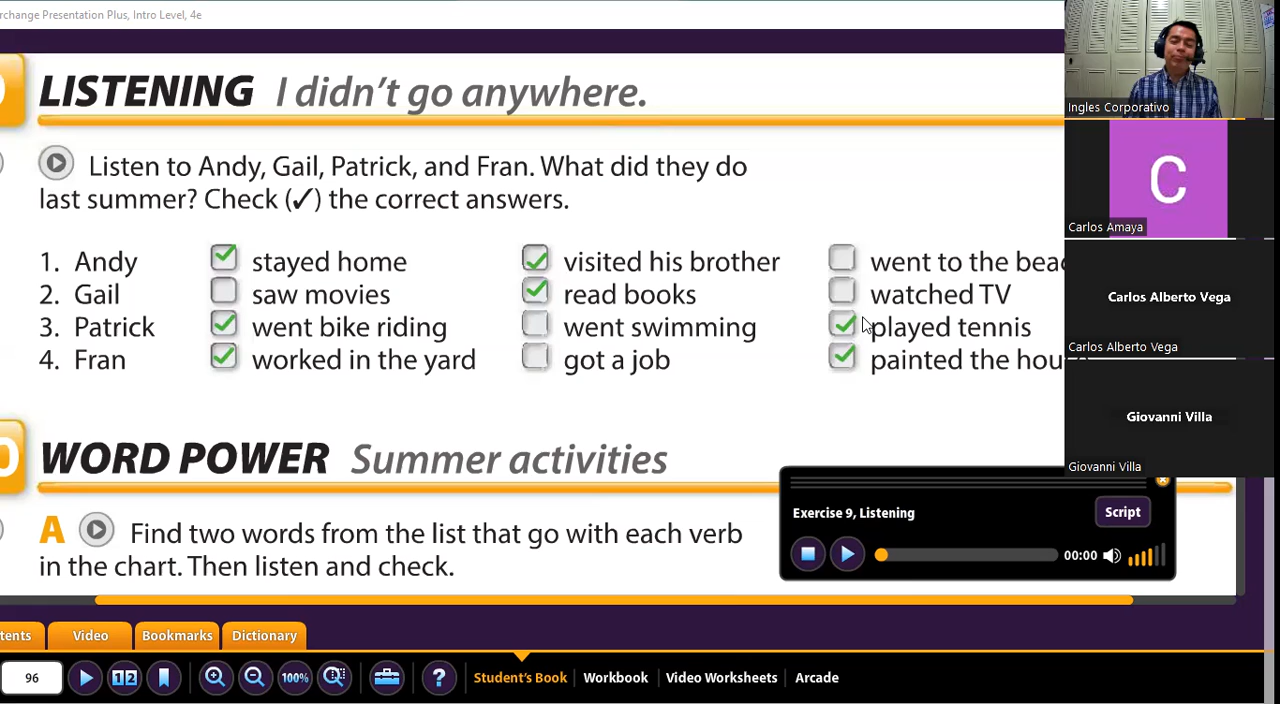 rchange Presentation Plus, Intro Level, 4e
LISTENING I didn't go anywhere.
Listen to Andy, Gail, Patrick, and Fran. What did they do
last summer? Check (✓) the correct answers.
1. Andy stayed home visited his brother went to the bea
2. Gail saw movies read books watched TV
3. Patrick went bike riding went swimming played tennis
4. Fran worked in the yard got a job painted the hou
WORD POWER Summer activities
A Find two words from the list that go with each verb
in the chart. Then listen and check.
Exercise 9, Listening Script
00:00
Ingles Corporativo
C
Carlos Amaya
Carlos Alberto Vega
Carlos Alberto Vega
Giovanni Villa
Giovanni Villa
tents Video Bookmarks Dictionary
96 1 2 100% ? Student's Book Workbook Video Worksheets Arcade